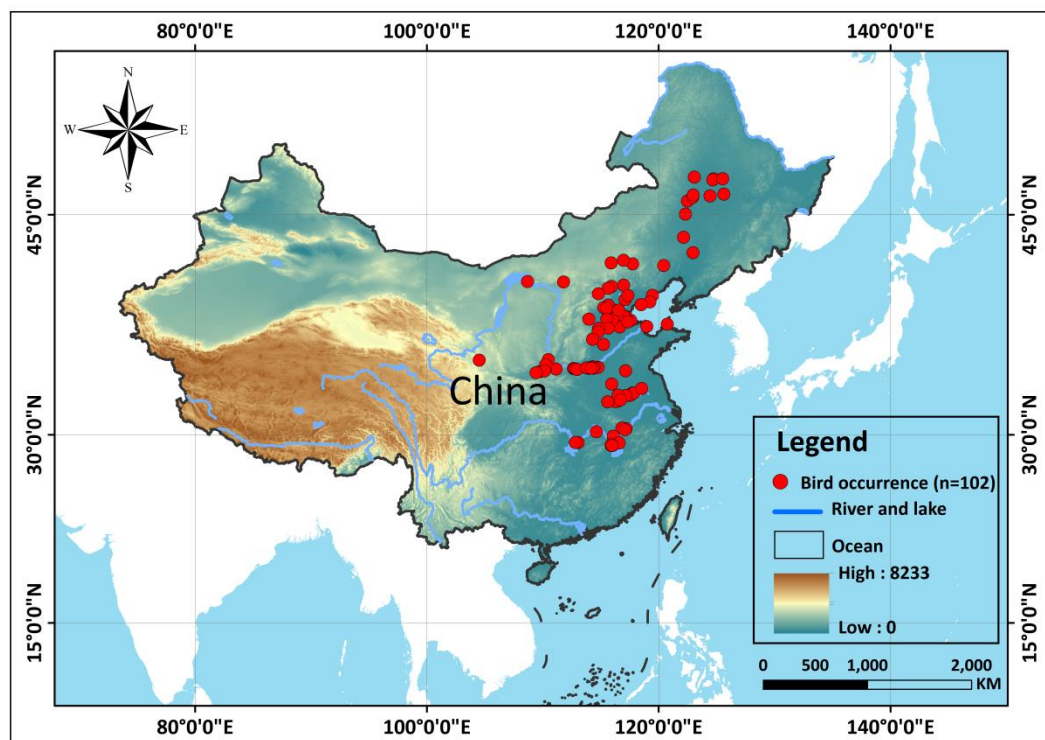 80°0'0"E 100°0'0"E 120°0'0"E 140°0'0"E
N
W E
S
45°0'0"N 45°0'0"N
China
30°0'0"N 30°0'0"N
Legend
Bird occurrence (n=102)
River and lake
Ocean
High : 8233
Low : 0
15°0'0"N 15°0'0"N
0 500 1,000 2,000
KM
80°0'0"E 100°0'0"E 120°0'0"E 140°0'0"E